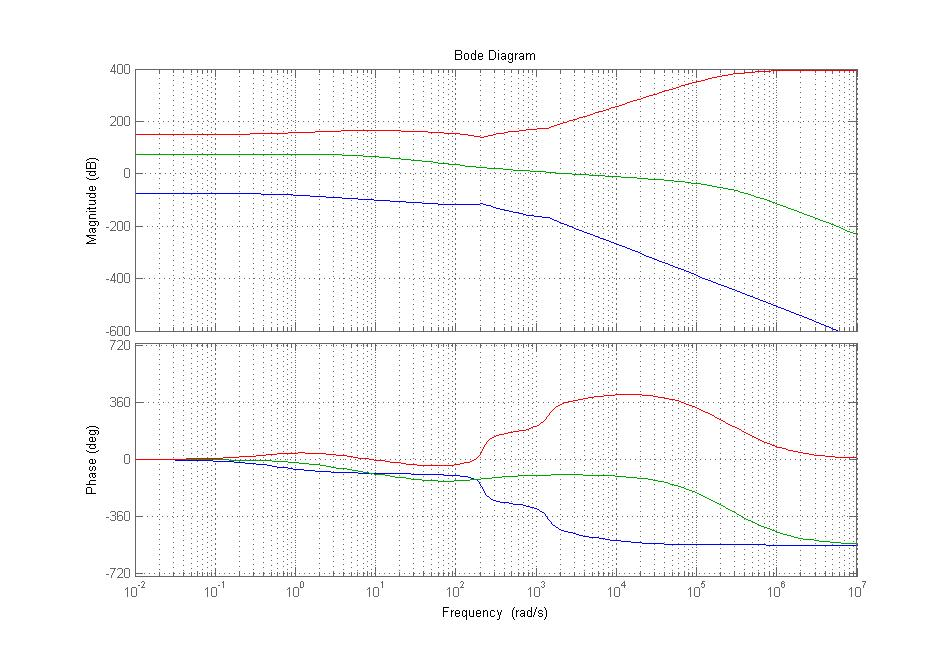 Bode Diagram
Magnitude (dB)
400
200
0
-200
-400
-600
Phase (deg)
720
360
0
-360
-720
10^-2 10^-1 10^0 10^1 10^2 10^3 10^4 10^5 10^6 10^7
Frequency (rad/s)